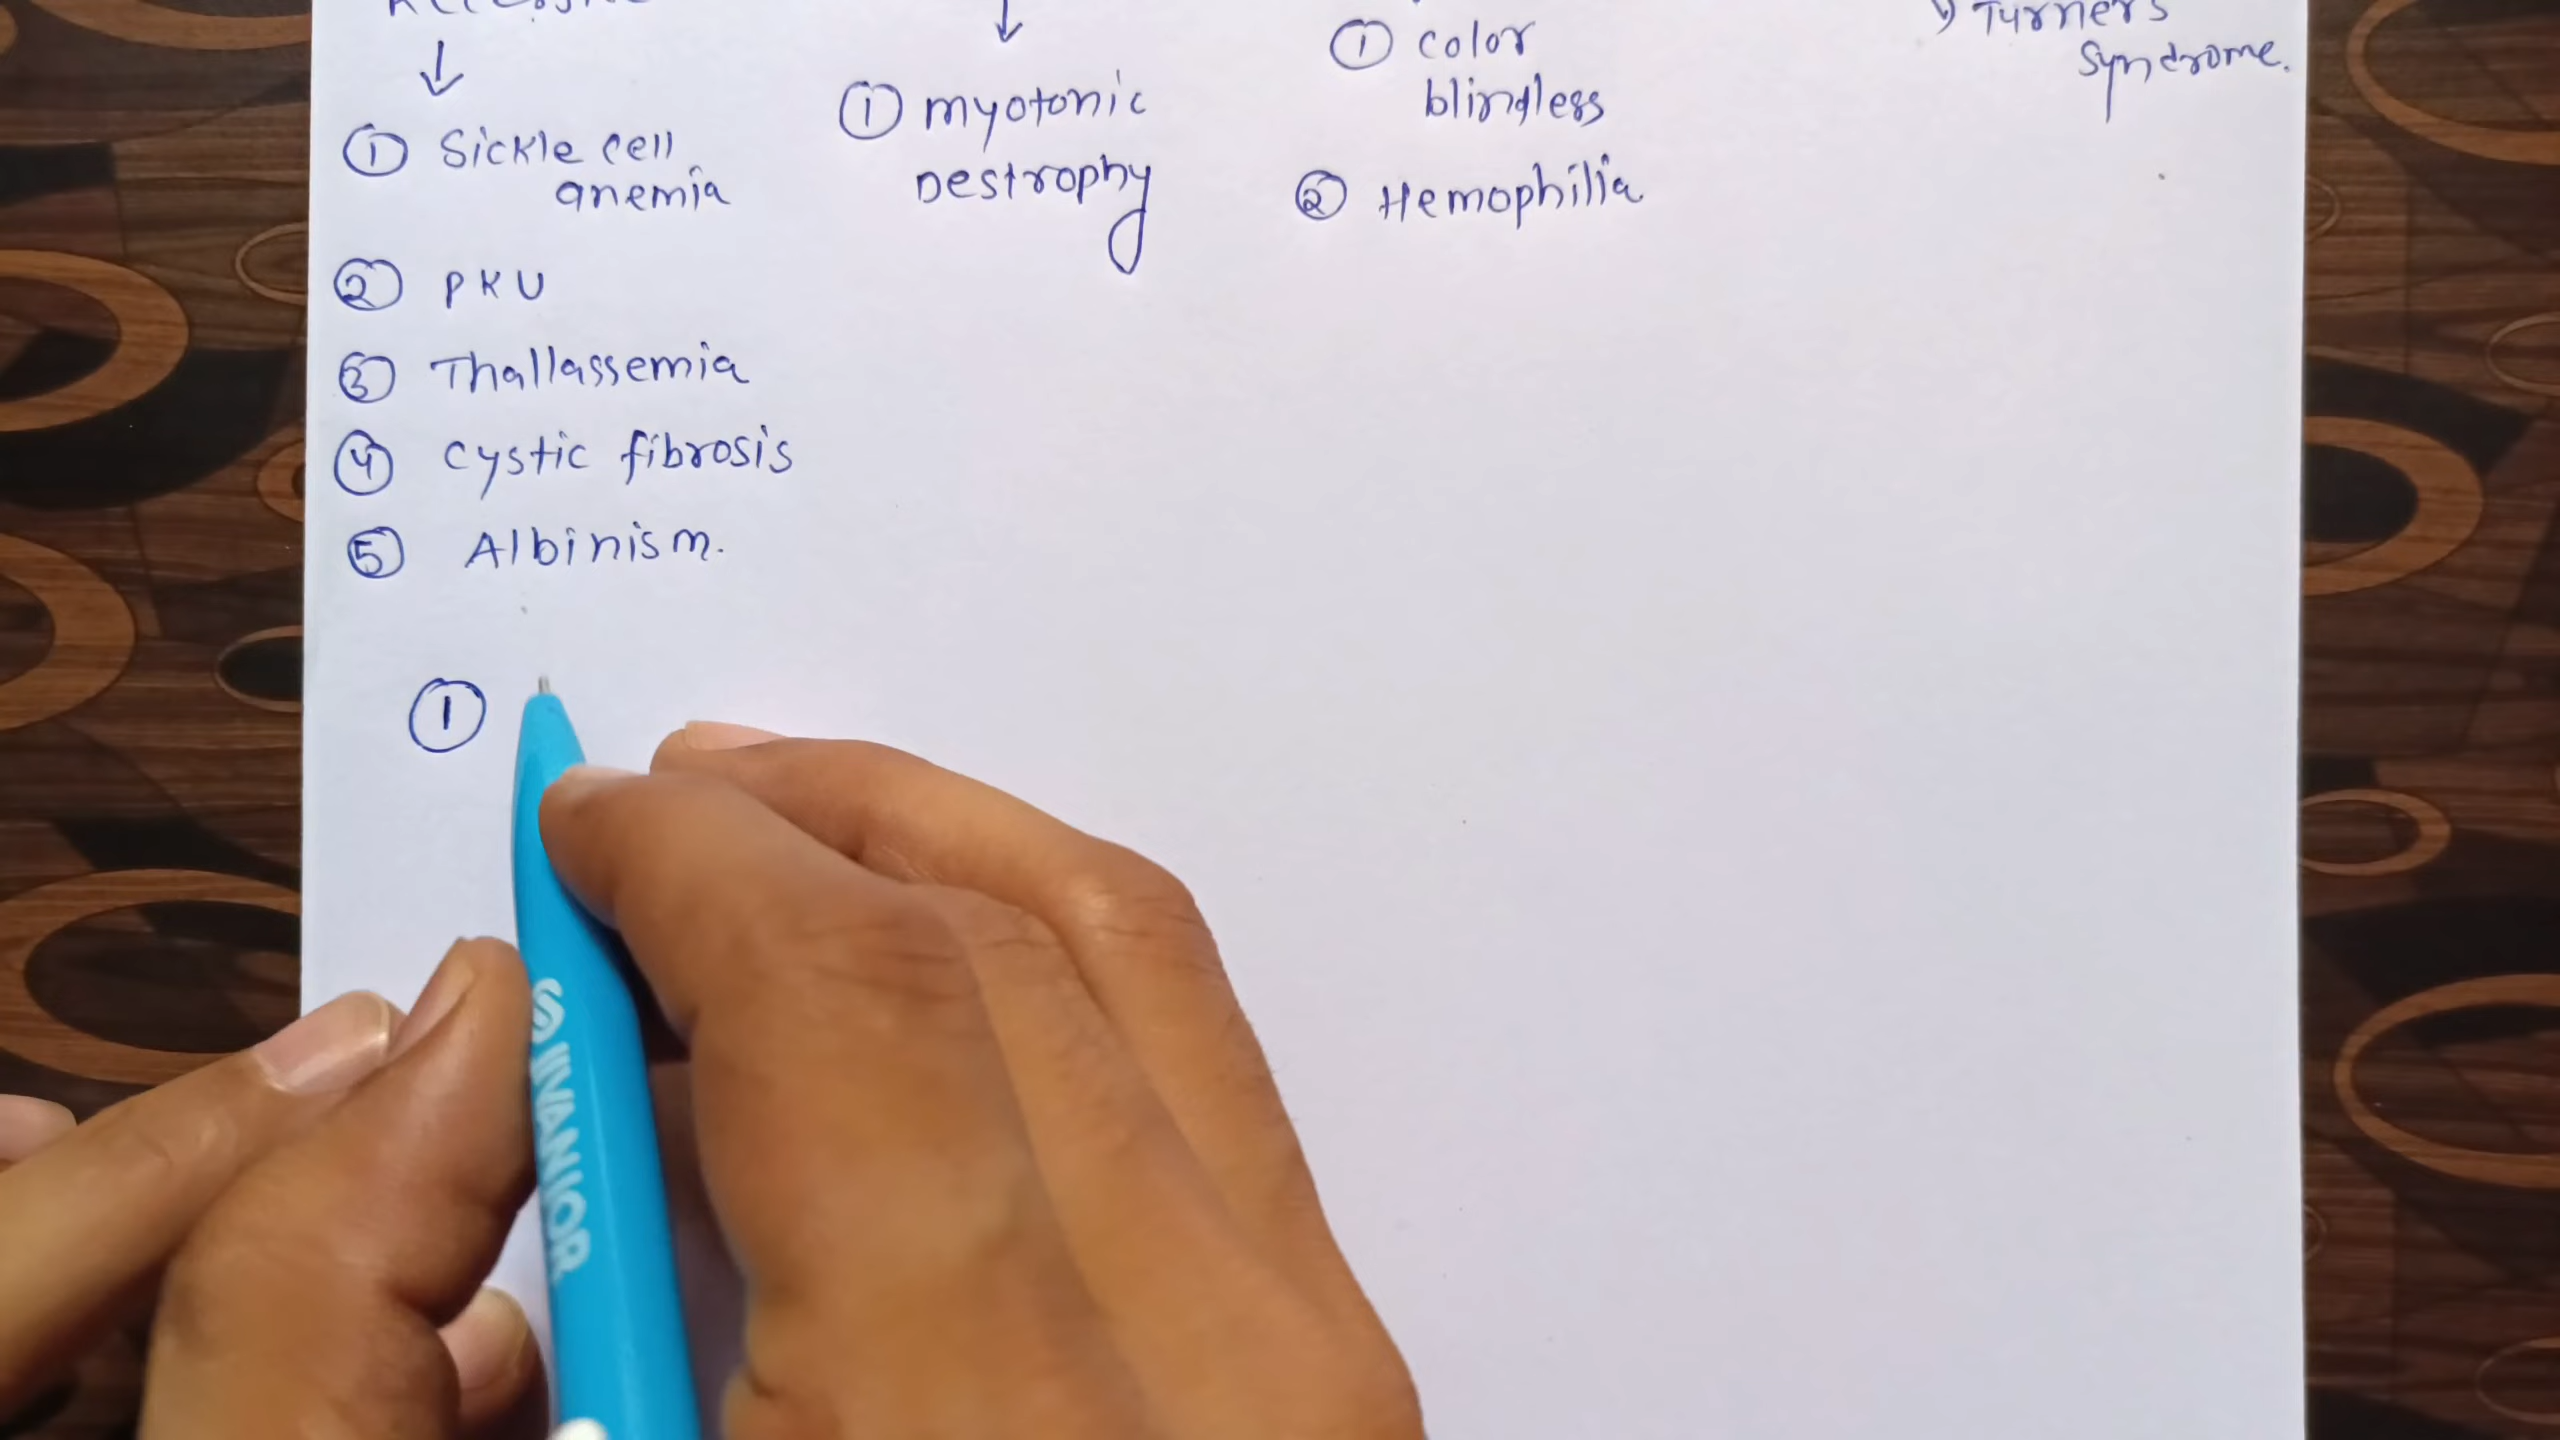 ↓
① Sickle cell
anemia
② PKU
③ Thallassemia
④ cystic fibrosis
⑤ Albinism.
①
↓
① myotonic
Destrophy
① color
blindless
② Hemophilia
Turners
Syndrome.